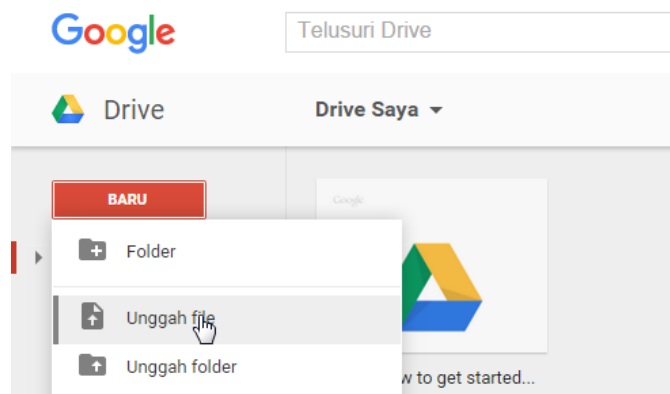 Google
Telusuri Drive
Drive
Drive Saya
BARU
Google
Folder
Unggah file
Unggah folder
w to get started...